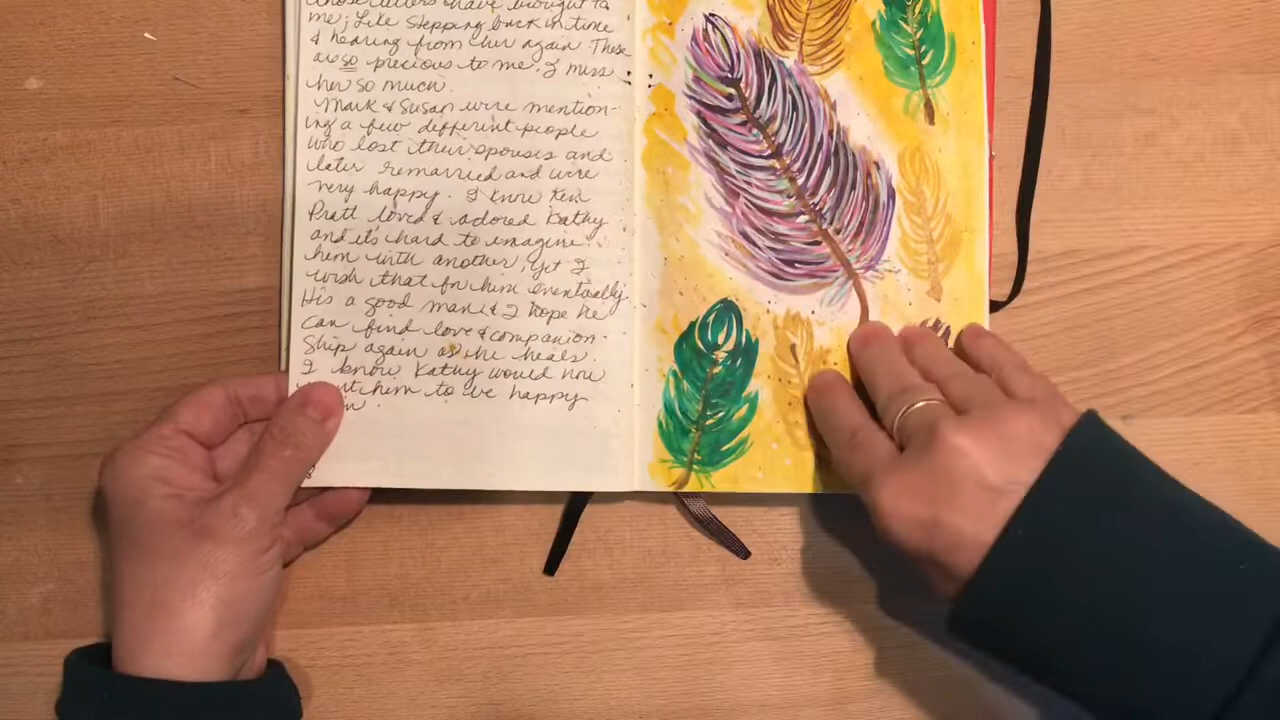 those letters have brought to
me; Like stepping back in time
& hearing from her again. These
are so precious to me. I miss
her so much.
Mark & Susan were mention-
ing a few different people
who lost their spouses and
later remarried and were
very happy. I know Ken
Pratt loved & adored Kathy
and it's hard to imagine
him with another, yet I
wish that for him eventually.
He's a good man & I hope he
can find love & companion-
ship again as he heals.
I know Kathy would now
want him to be happy